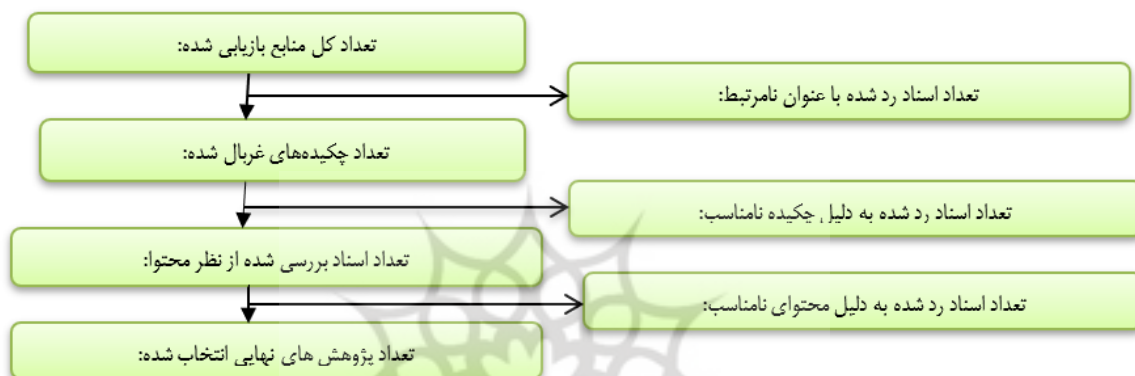 تعداد کل منابع بازیابی شده:
تعداد اسناد رد شده با عنوان نامرتبط:
تعداد چکیده‌های غربال شده:
تعداد اسناد رد شده به دلیل چکیده نامناسب:
تعداد اسناد بررسی شده از نظر محتوا:
تعداد اسناد رد شده به دلیل محتوای نامناسب:
تعداد پژوهش های نهایی انتخاب شده: